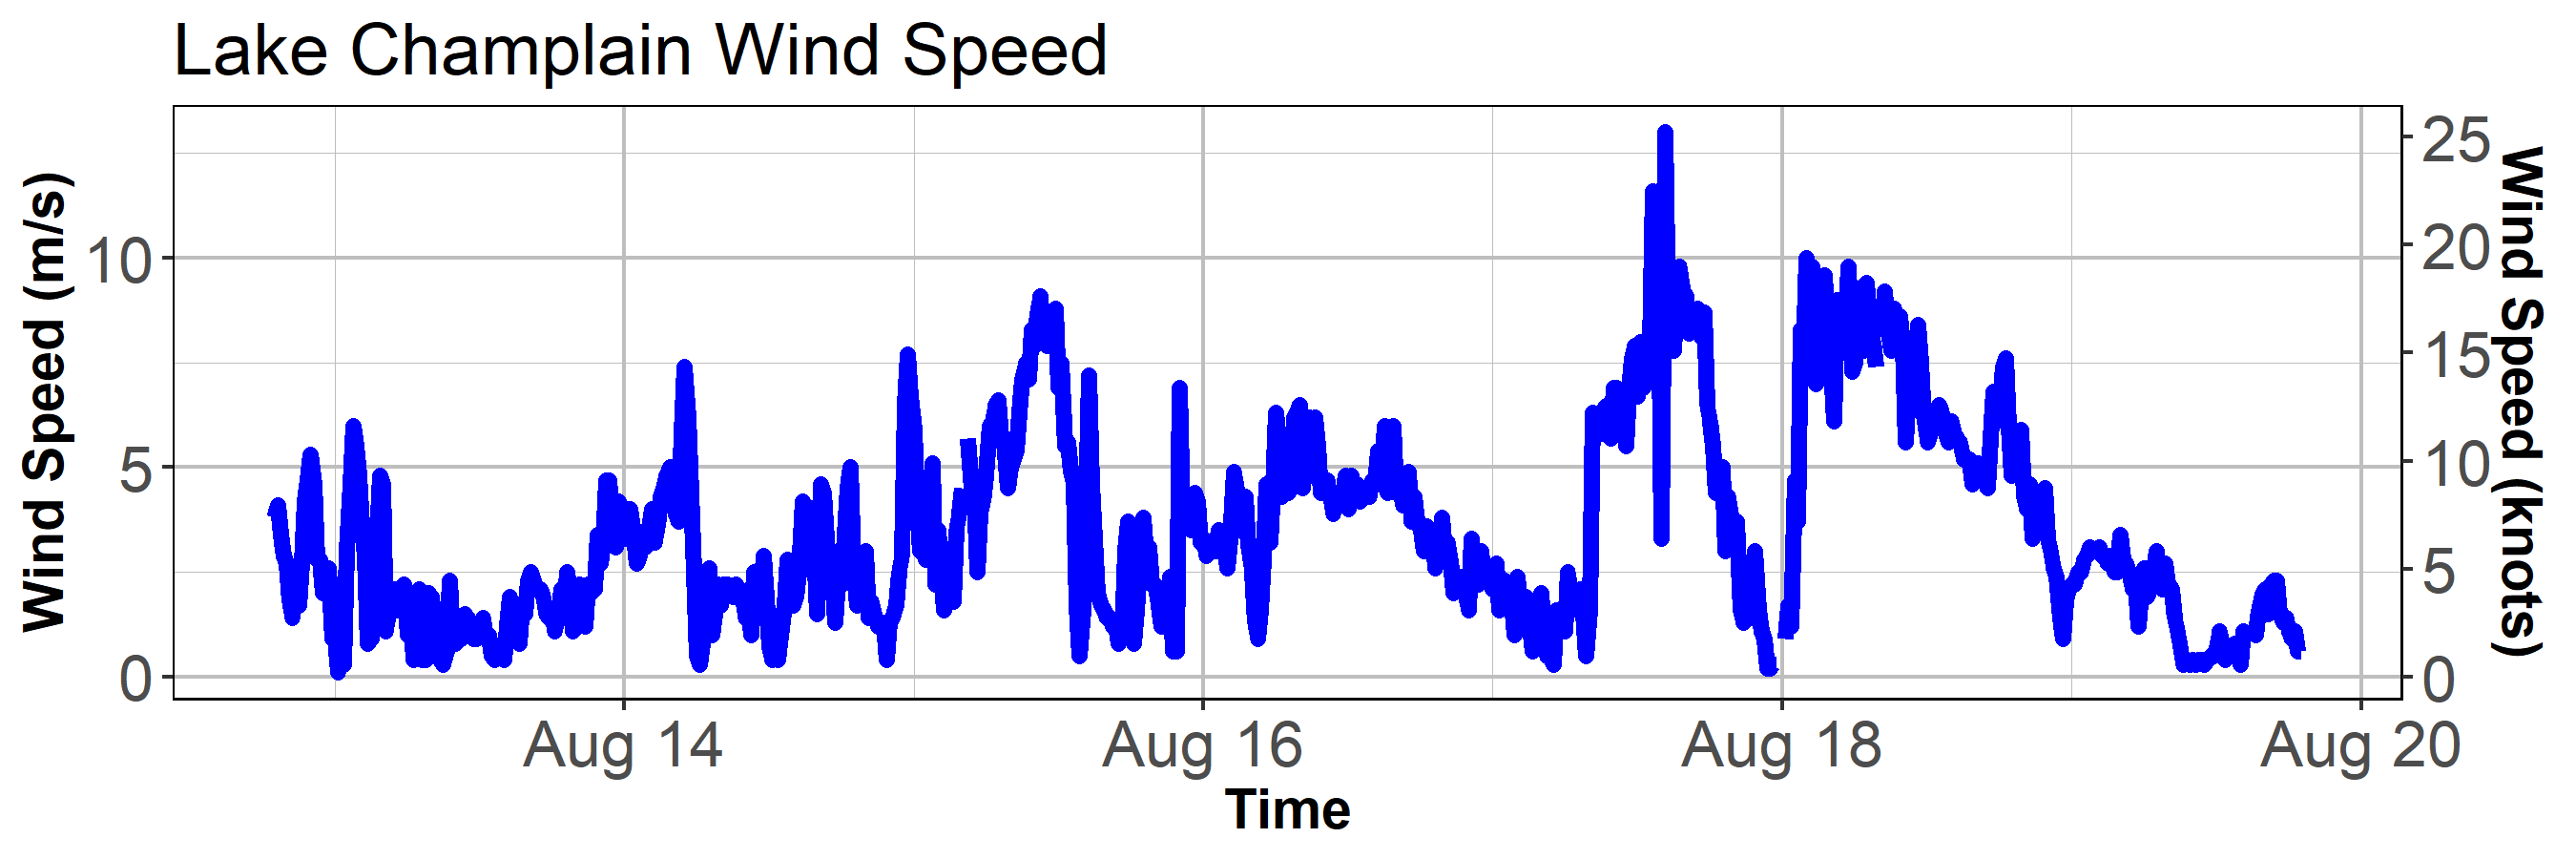 Lake Champlain Wind Speed
Wind Speed (m/s)
10
5
0
25
20
15
10
5
0
Wind Speed (knots)
Aug 14
Aug 16
Aug 18
Aug 20
Time